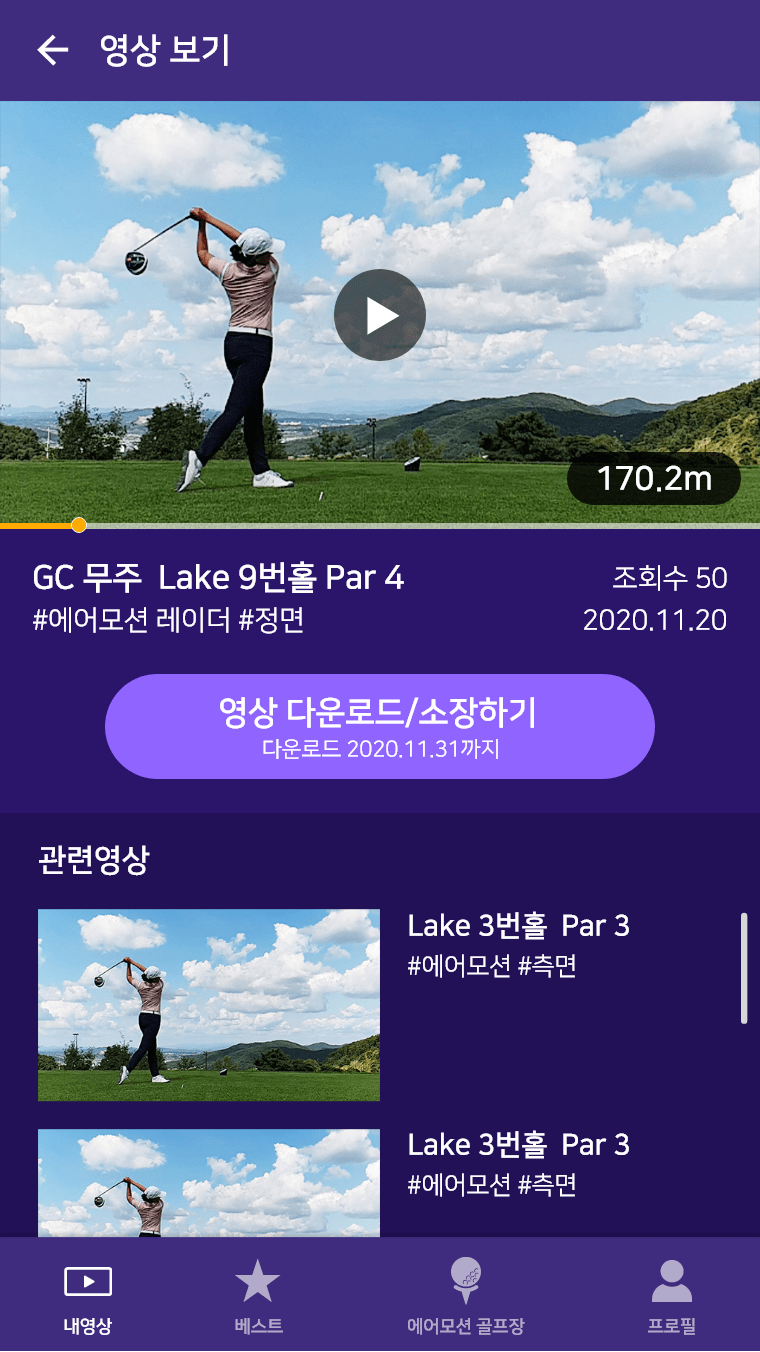 영상 보기
170.2m
GC 무주 Lake 9번홀 Par 4
조회수 50
#에어모션 레이더 #정면
2020.11.20
영상 다운로드/소장하기
다운로드 2020.11.31까지
관련영상
Lake 3번홀 Par 3
#에어모션 #측면
Lake 3번홀 Par 3
#에어모션 #측면
내영상
베스트
에어모션 골프장
프로필